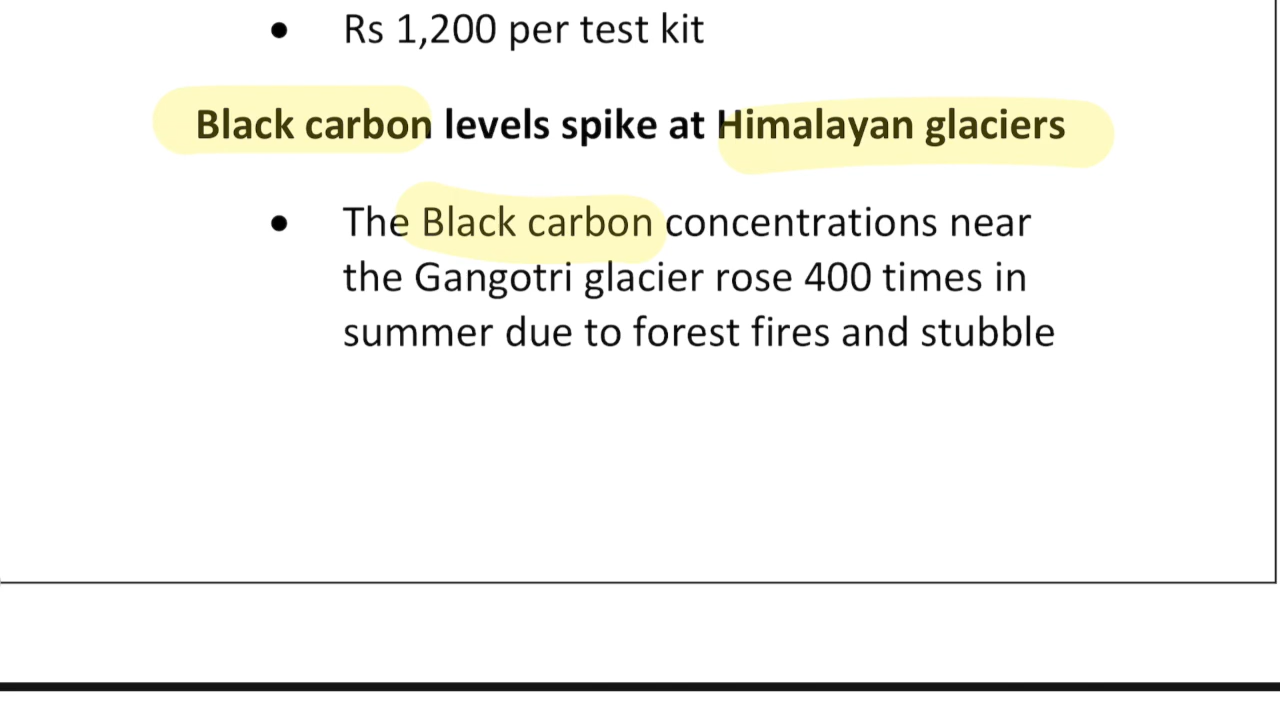 • Rs 1,200 per test kit
Black carbon levels spike at Himalayan glaciers
• The Black carbon concentrations near
the Gangotri glacier rose 400 times in
summer due to forest fires and stubble